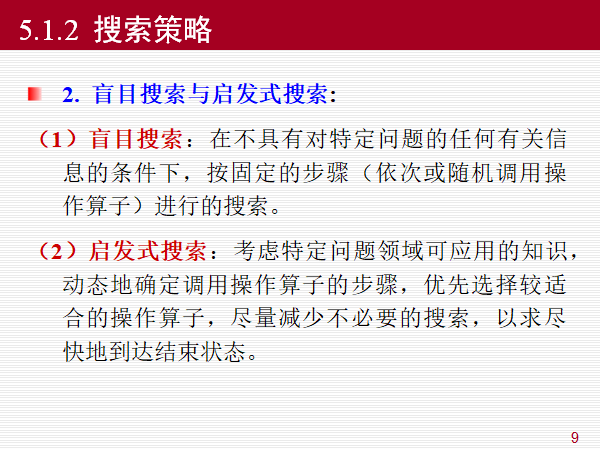 5.1.2 搜索策略
2. 盲目搜索与启发式搜索:
（1）盲目搜索：在不具有对特定问题的任何有关信
息的条件下，按固定的步骤（依次或随机调用操
作算子）进行的搜索。
（2）启发式搜索：考虑特定问题领域可应用的知识，
动态地确定调用操作算子的步骤，优先选择较适
合的操作算子，尽量减少不必要的搜索，以求尽
快地到达结束状态。
9